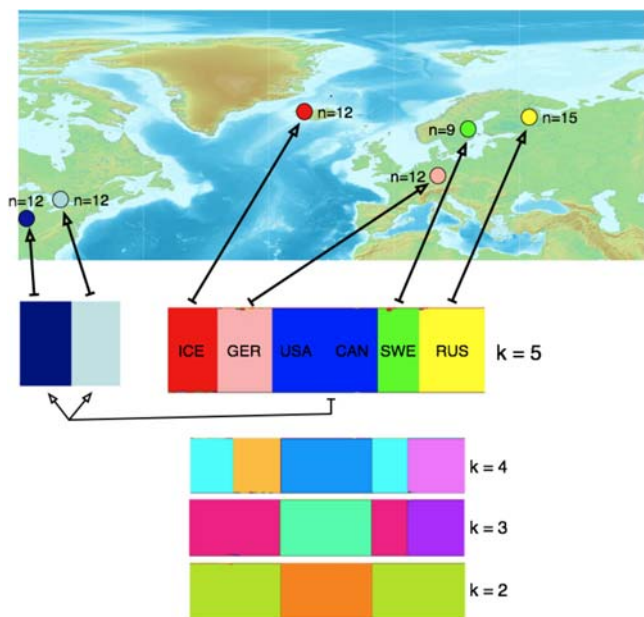 n=12
n=9
n=15
n=12
n=12
n=12
ICE GER USA CAN SWE RUS
k = 5
k = 4
k = 3
k = 2